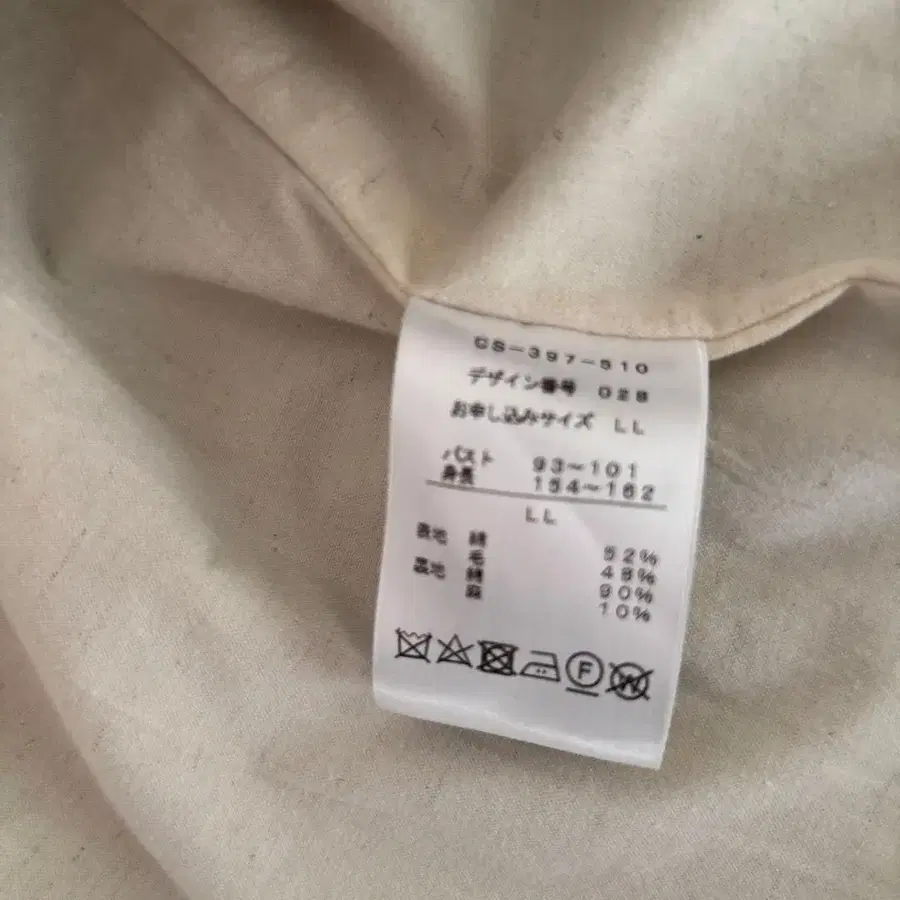 CS-397-510
デザイン番号 028
お申し込みサイズ LL
バスト 93~101
身長 154~162
LL
表地 綿 52%
毛 48%
裏地 綿 90%
麻 10%
F W